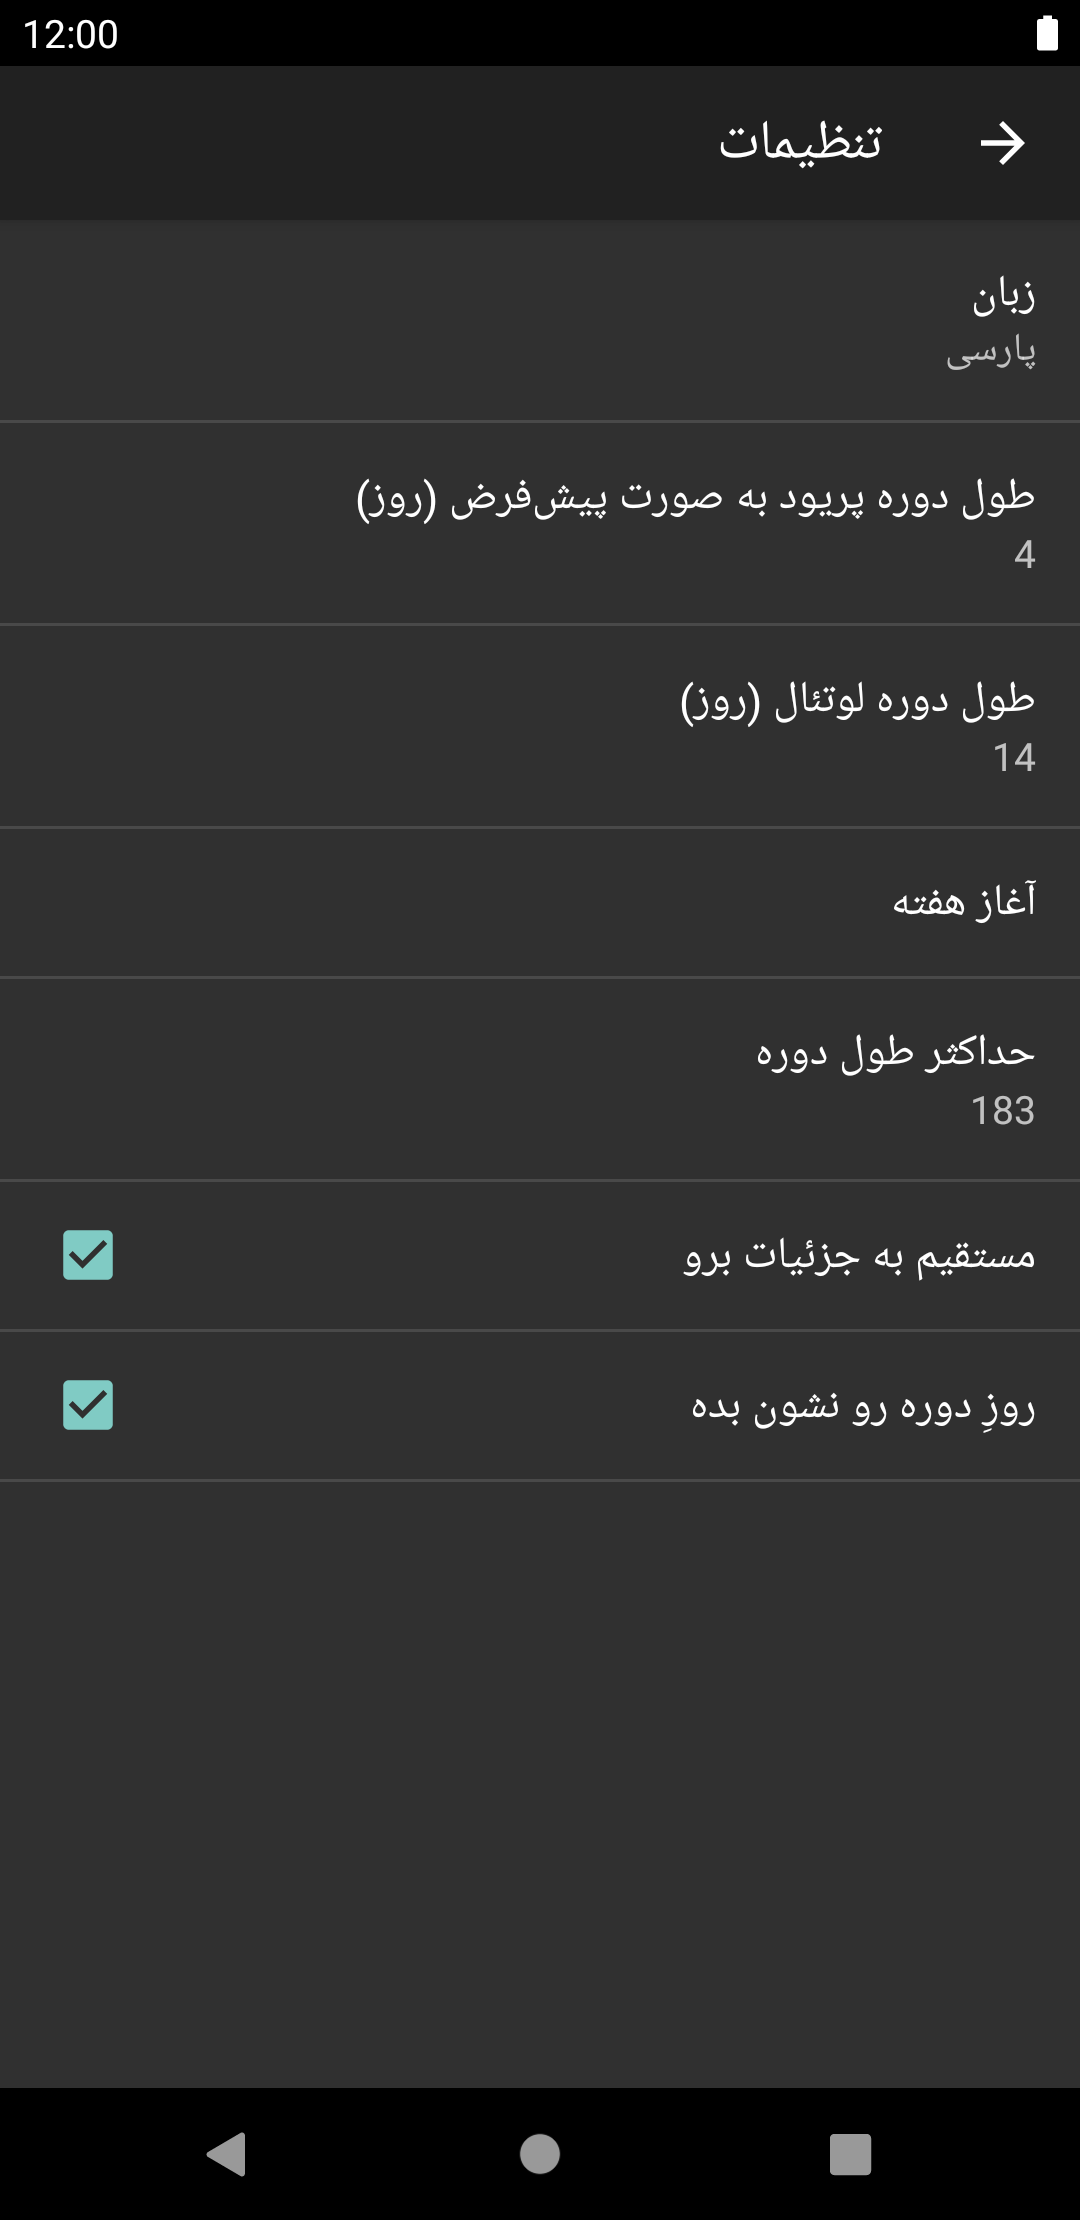 12:00
تنظیمات
زبان
پارسی
طول دوره پریود به صورت پیش‌فرض (روز)
4
طول دوره لوتئال (روز)
14
آغاز هفته
حداکثر طول دوره
183
مستقیم به جزئیات برو
روزِ دوره رو نشون بده